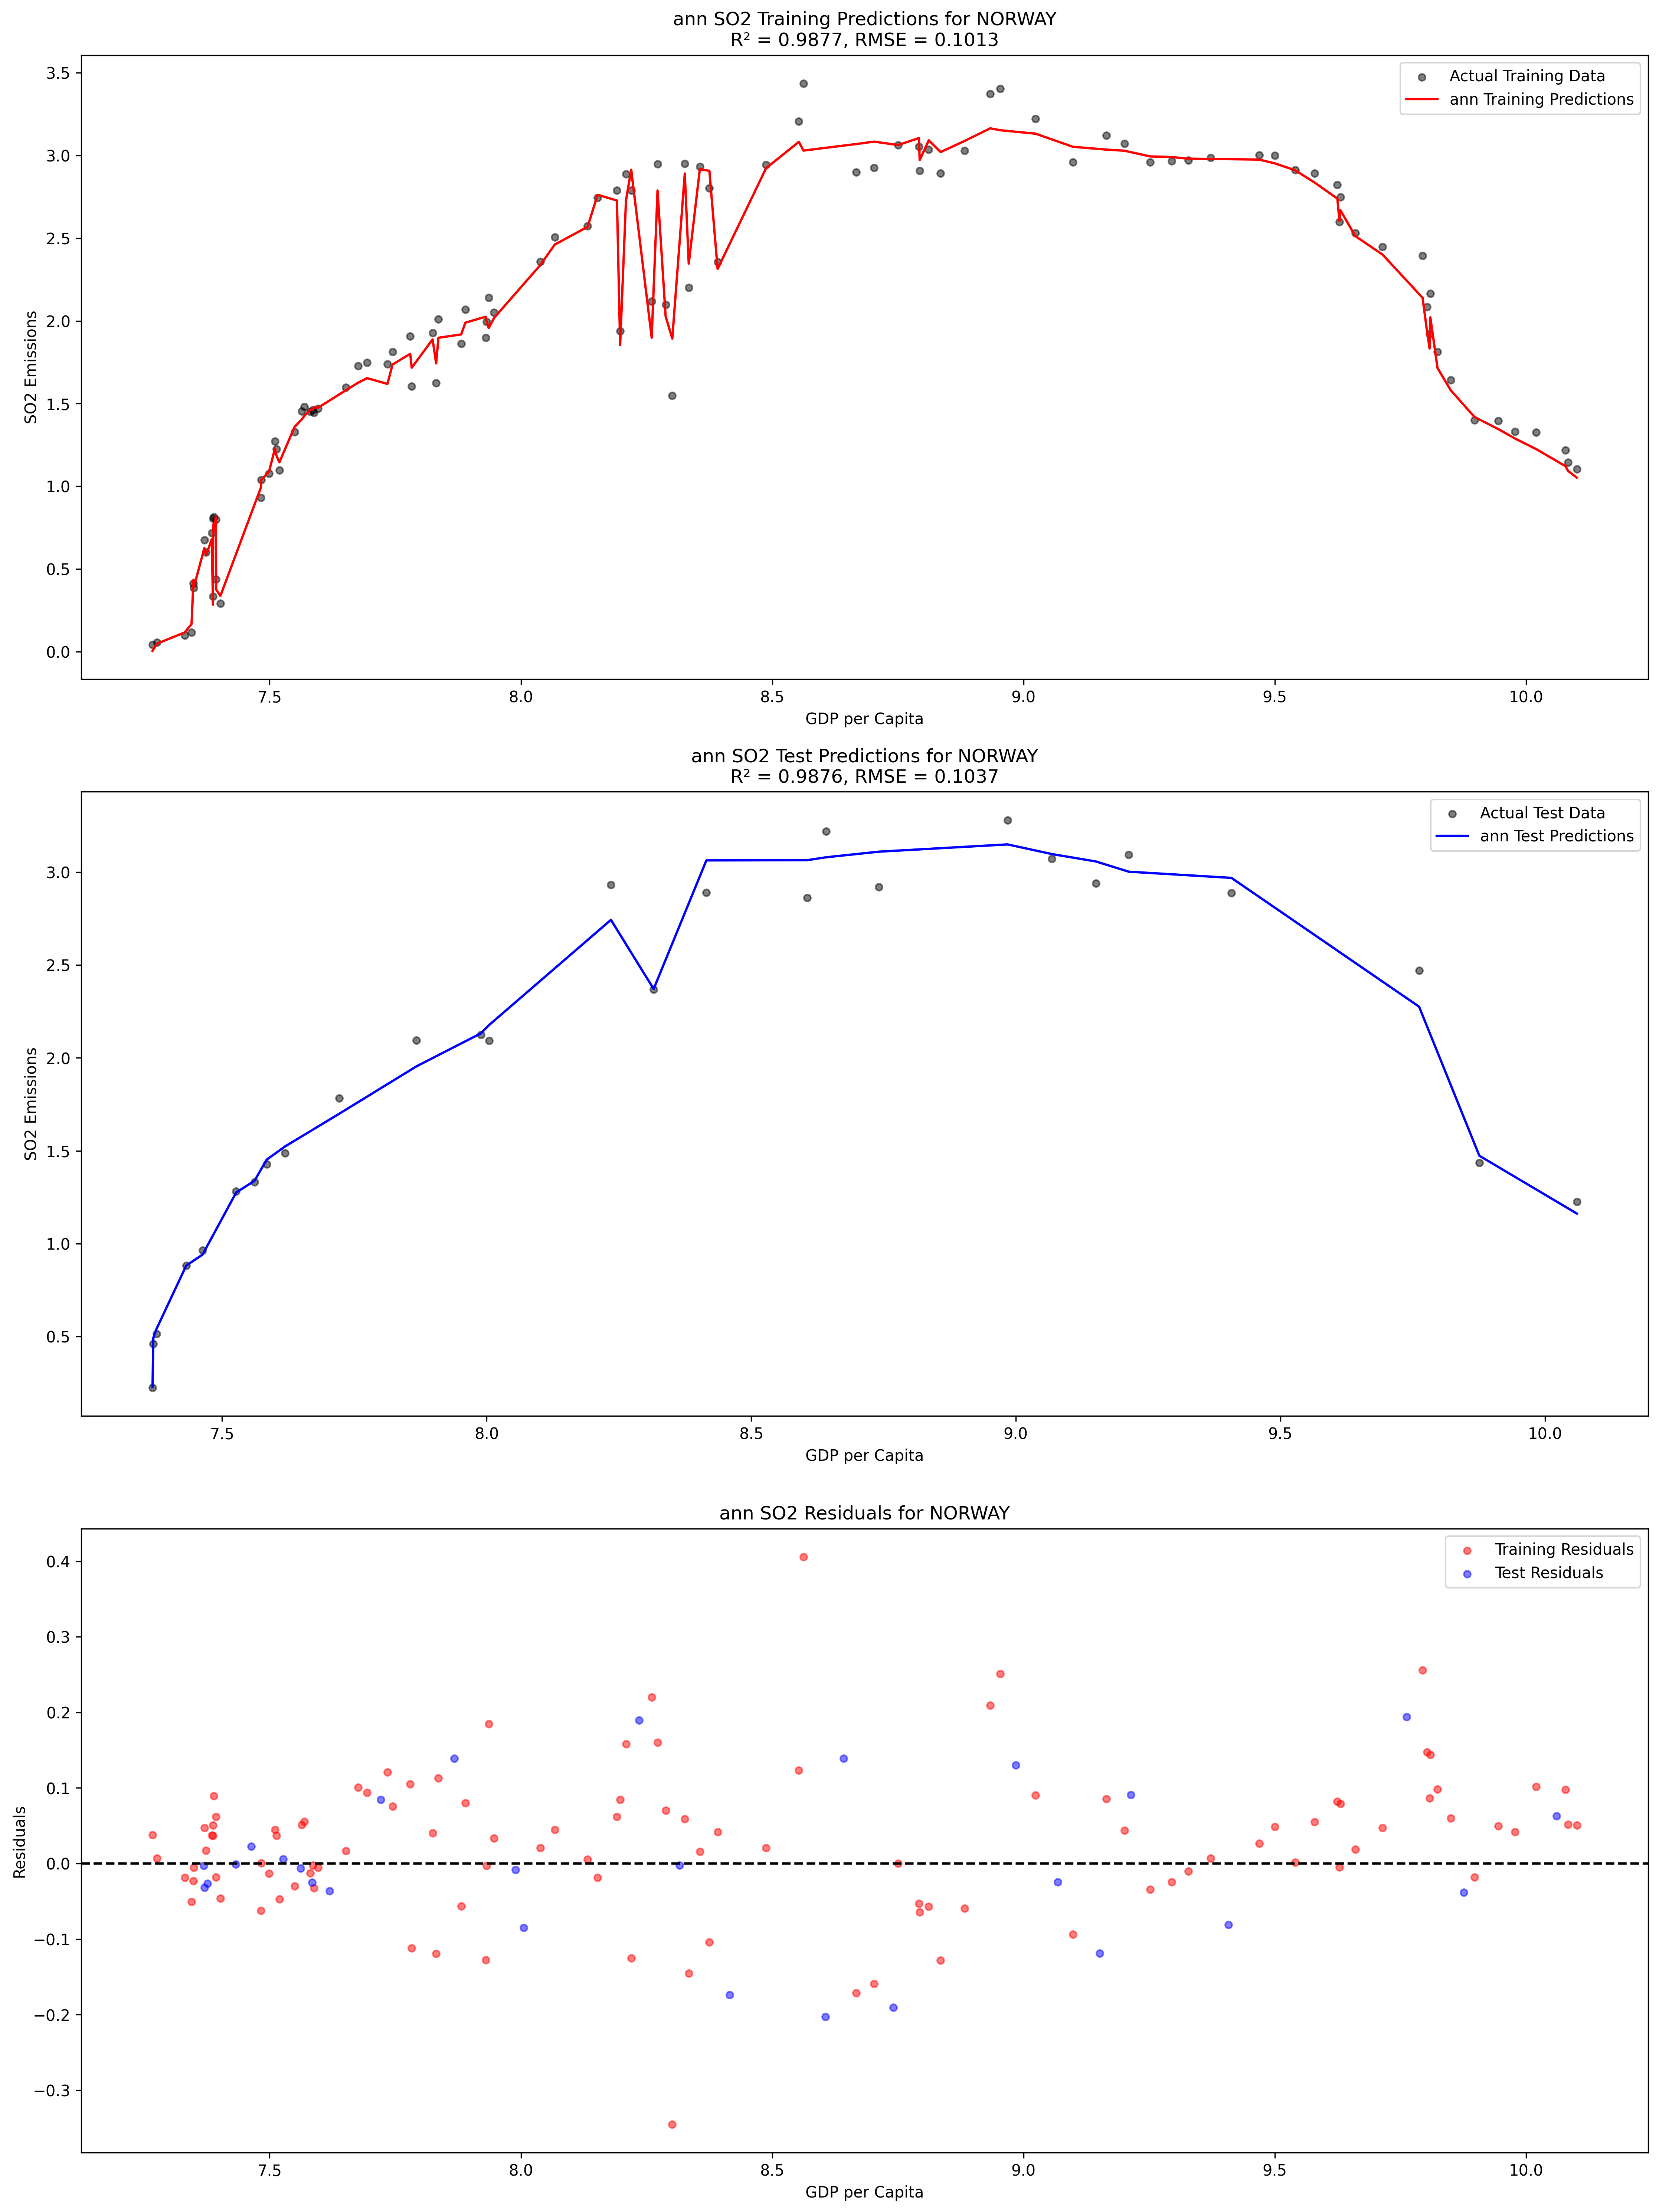 ann SO2 Training Predictions for NORWAY
R² = 0.9877, RMSE = 0.1013
Actual Training Data
ann Training Predictions
3.5
3.0
2.5
2.0
1.5
1.0
0.5
0.0
SO2 Emissions
7.5 8.0 8.5 9.0 9.5 10.0
GDP per Capita
ann SO2 Test Predictions for NORWAY
R² = 0.9876, RMSE = 0.1037
Actual Test Data
ann Test Predictions
3.0
2.5
2.0
1.5
1.0
0.5
SO2 Emissions
7.5 8.0 8.5 9.0 9.5 10.0
GDP per Capita
ann SO2 Residuals for NORWAY
Training Residuals
Test Residuals
0.4
0.3
0.2
0.1
0.0
−0.1
−0.2
−0.3
Residuals
7.5 8.0 8.5 9.0 9.5 10.0
GDP per Capita